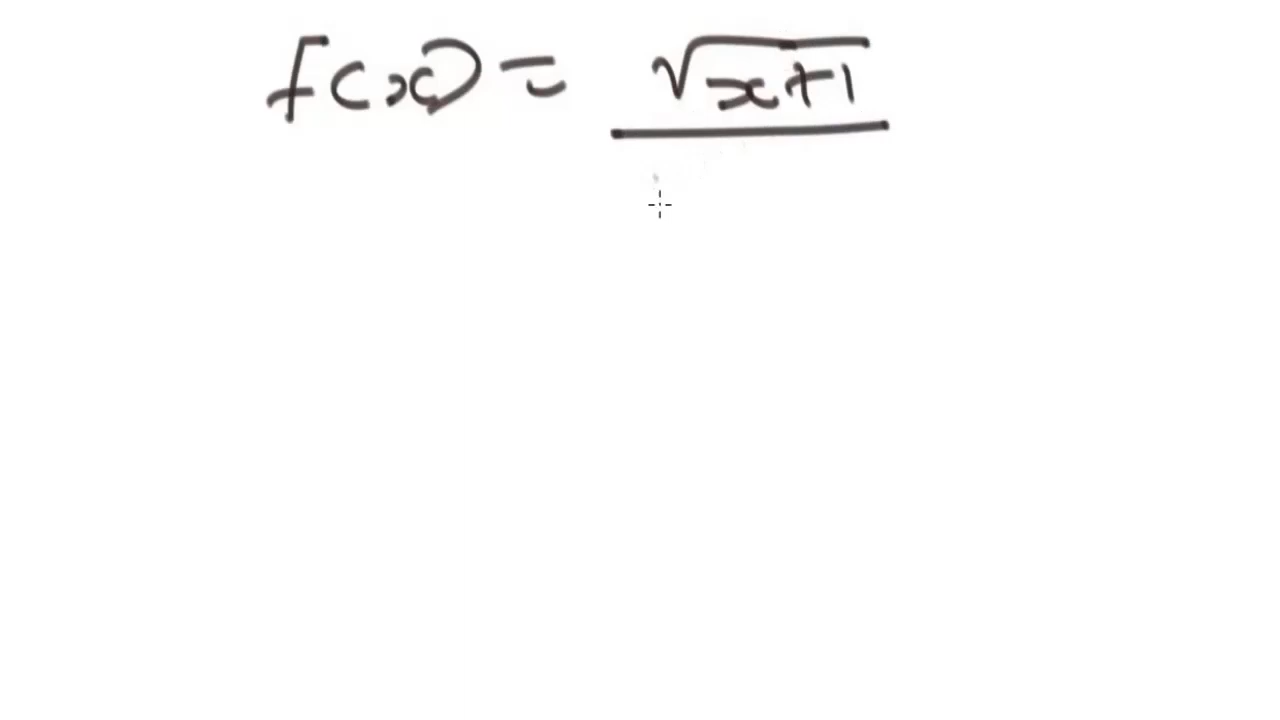 f(x) = √(x+1)